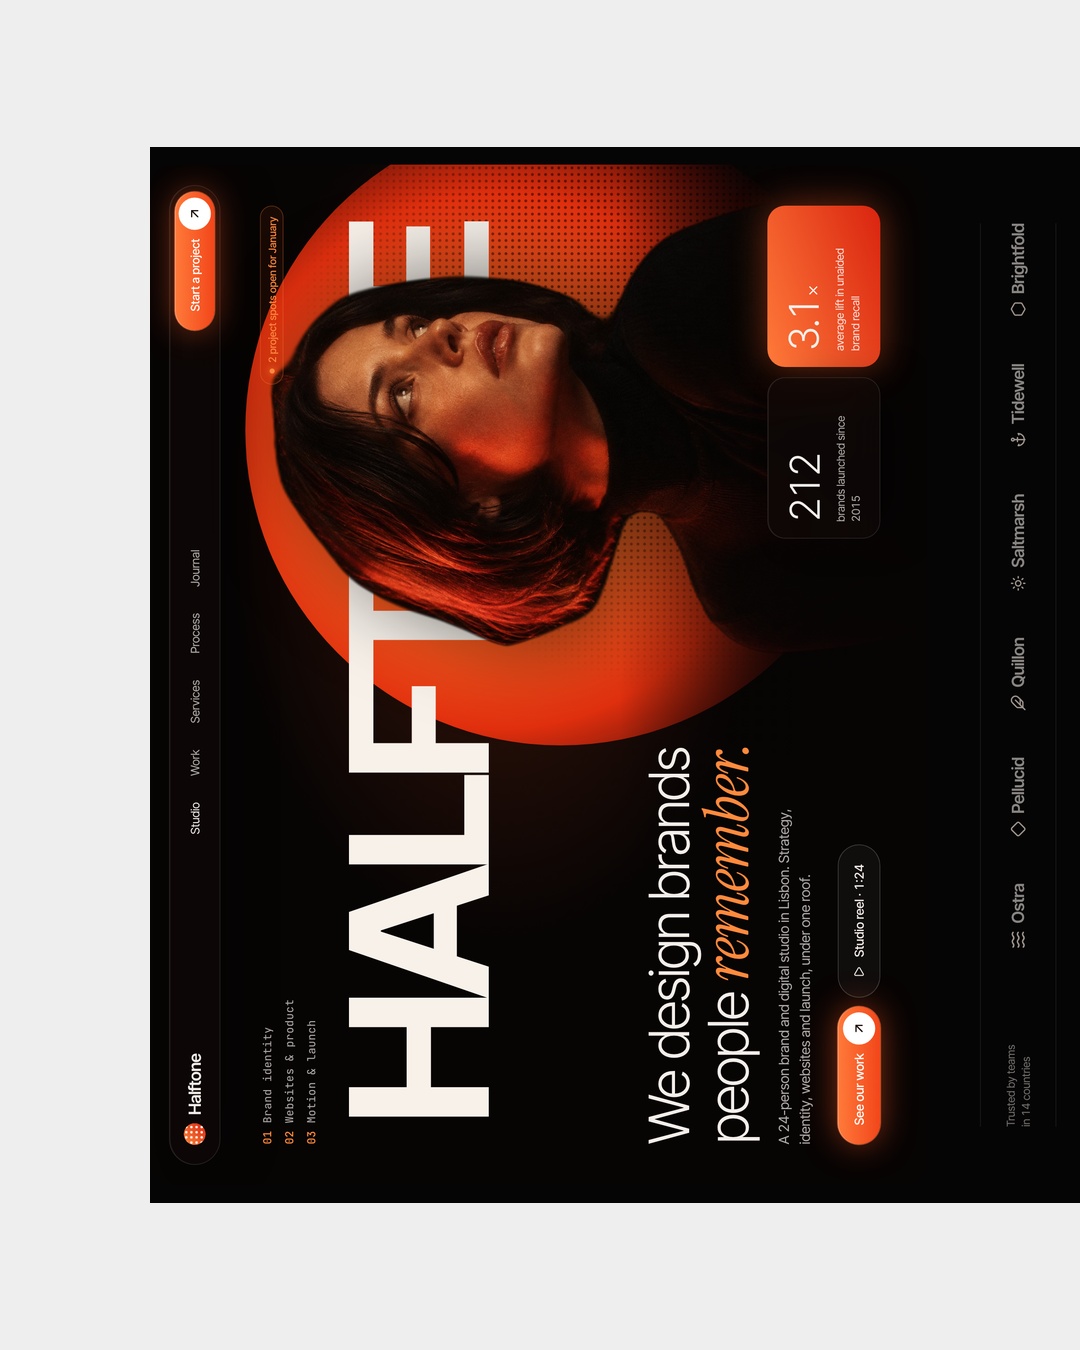 Halftone
Studio
Work
Services
Process
Journal
Start a project
01 Brand identity
02 Websites & product
03 Motion & launch
2 project spots open for January
HALFT E
We design brands
people remember.
A 24-person brand and digital studio in Lisbon. Strategy,
identity, websites and launch, under one roof.
See our work
Studio reel · 1:24
212
brands launched since
2015
3.1×
average lift in unaided
brand recall
Trusted by teams
in 14 countries
Ostra
Pellucid
Quillon
Saltmarsh
Tidewell
Brightfold